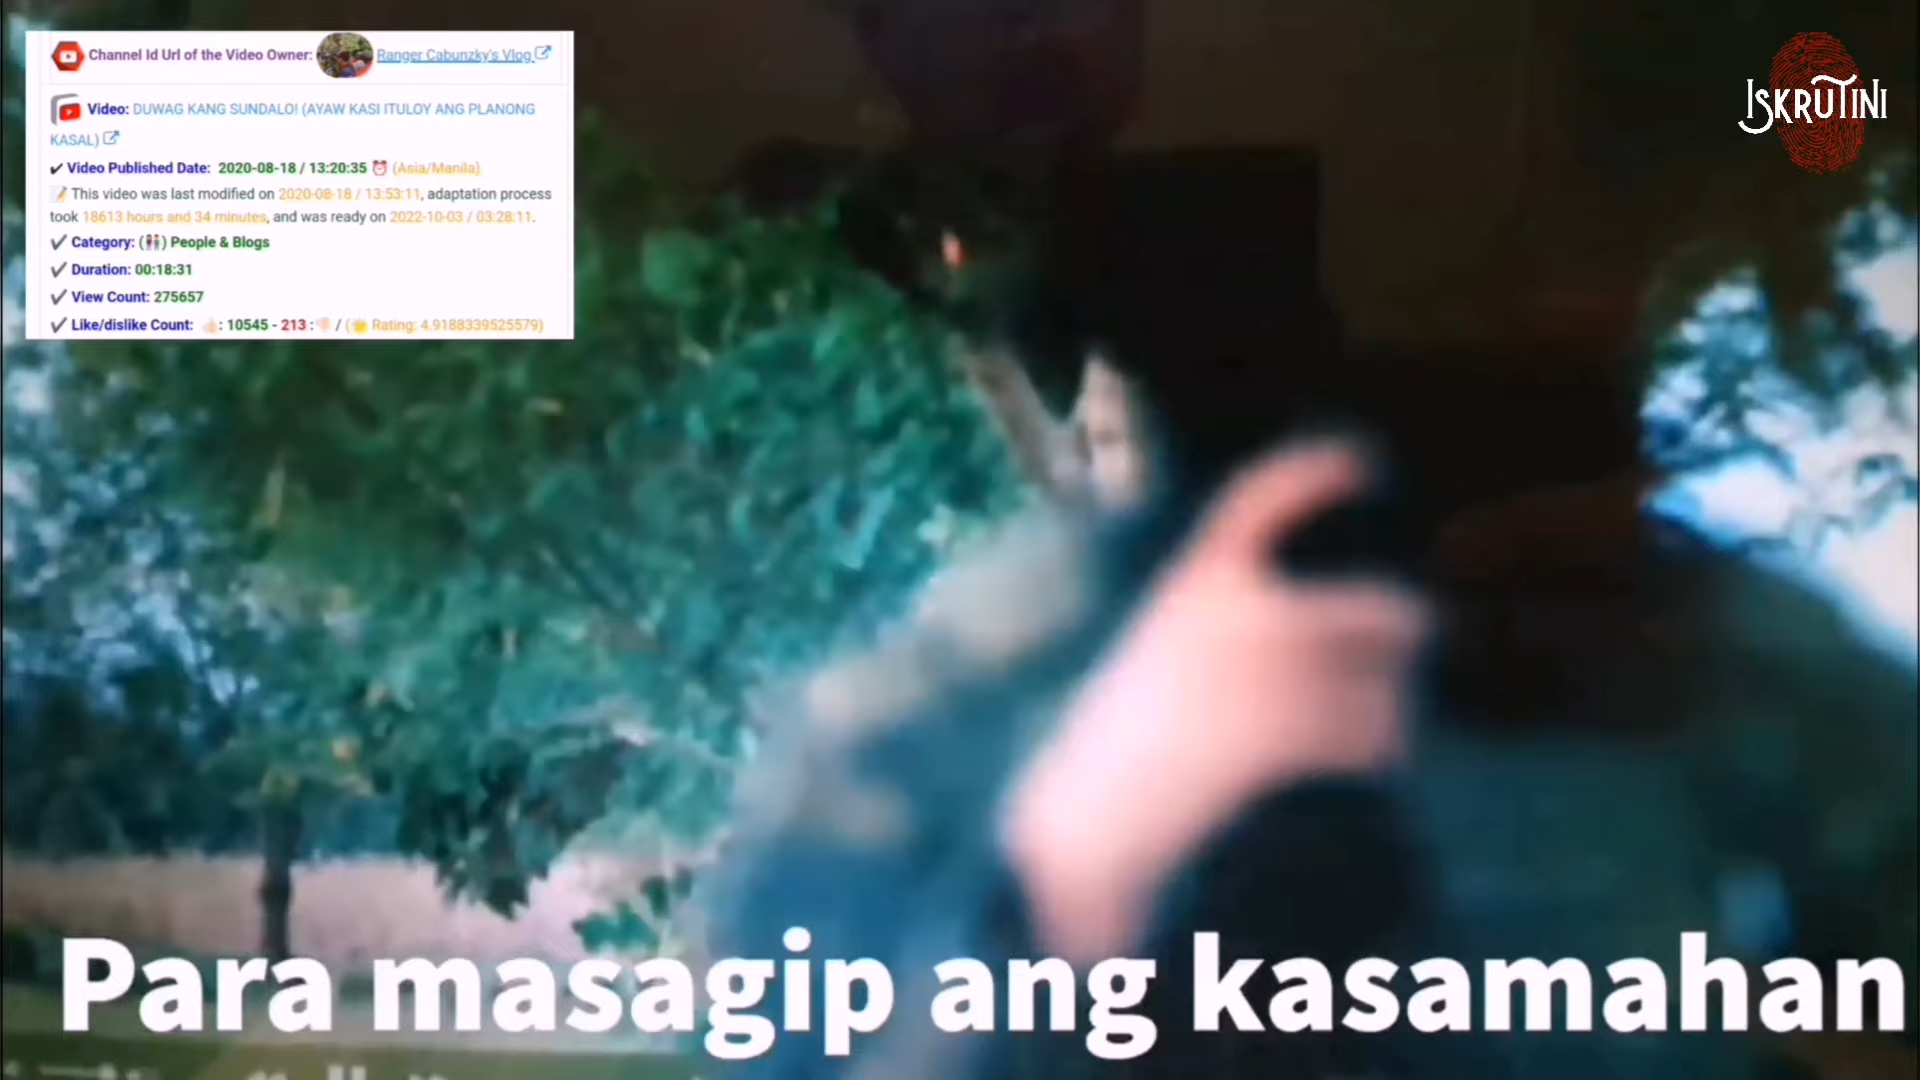 Channel Id Url of the Video Owner: Ranger Cabunzky's Vlog
Video: DUWAG KANG SUNDALO! (AYAW KASI ITULOY ANG PLANONG
KASAL)
✔ Video Published Date: 2020-08-18 / 13:20:35 ⏰ (Asia/Manila)
📝 This video was last modified on 2020-08-18 / 13:53:11, adaptation process
took 18613 hours and 34 minutes, and was ready on 2022-10-03 / 03:28:11.
✔ Category: (👫) People & Blogs
✔ Duration: 00:18:31
✔ View Count: 275657
✔ Like/dislike Count: 👍: 10545 - 213 :👎 / (🌟 Rating: 4.9188339525579)
ISKRUTINI
Para masagip ang kasamahan